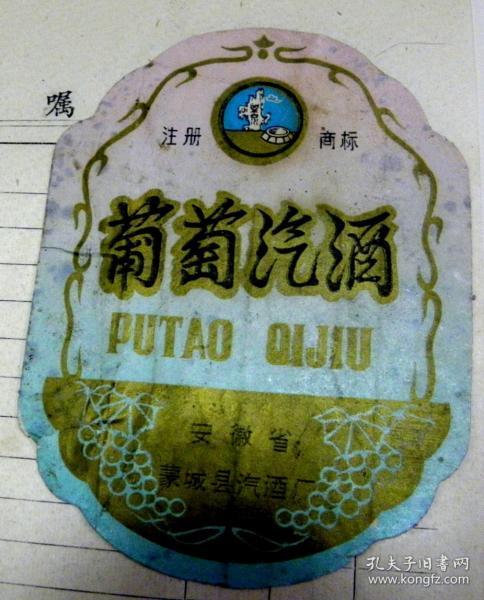 嘱
注册 商标
葡萄汽酒
PUTAO QIJIU
安徽省
蒙城县汽酒厂
孔夫子旧书网
www.kongfz.com